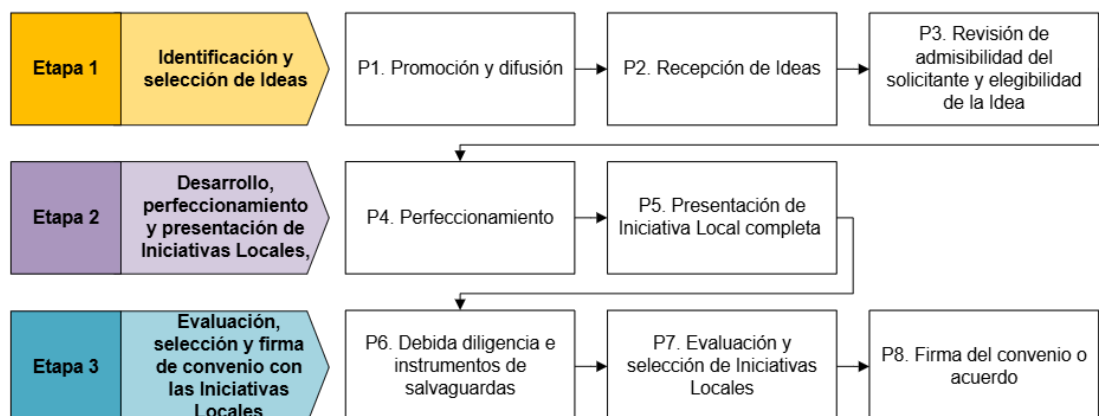 Etapa 1
Identificación y
selección de Ideas
P1. Promoción y difusión
P2. Recepción de Ideas
P3. Revisión de
admisibilidad del
solicitante y elegibilidad
de la Idea
Etapa 2
Desarrollo,
perfeccionamiento
y presentación de
Iniciativas Locales,
P4. Perfeccionamiento
P5. Presentación de
Iniciativa Local completa
Etapa 3
Evaluación,
selección y firma
de convenio con
las Iniciativas
Locales
P6. Debida diligencia e
instrumentos de
salvaguardas
P7. Evaluación y
selección de Iniciativas
Locales
P8. Firma del convenio o
acuerdo